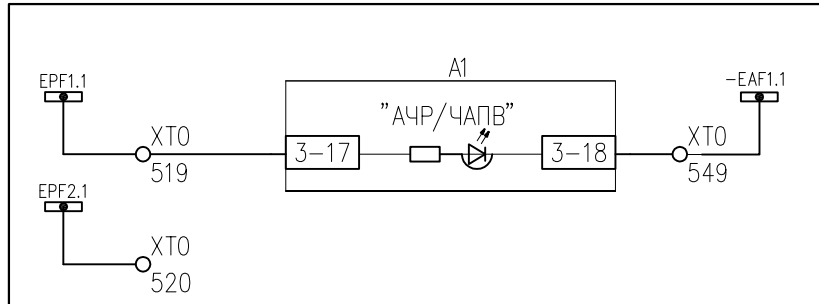 A1
EPF1.1
-EAF1.1
"АЧР/ЧАПВ"
XT0
3-17
3-18
XT0
519
549
EPF2.1
XT0
520